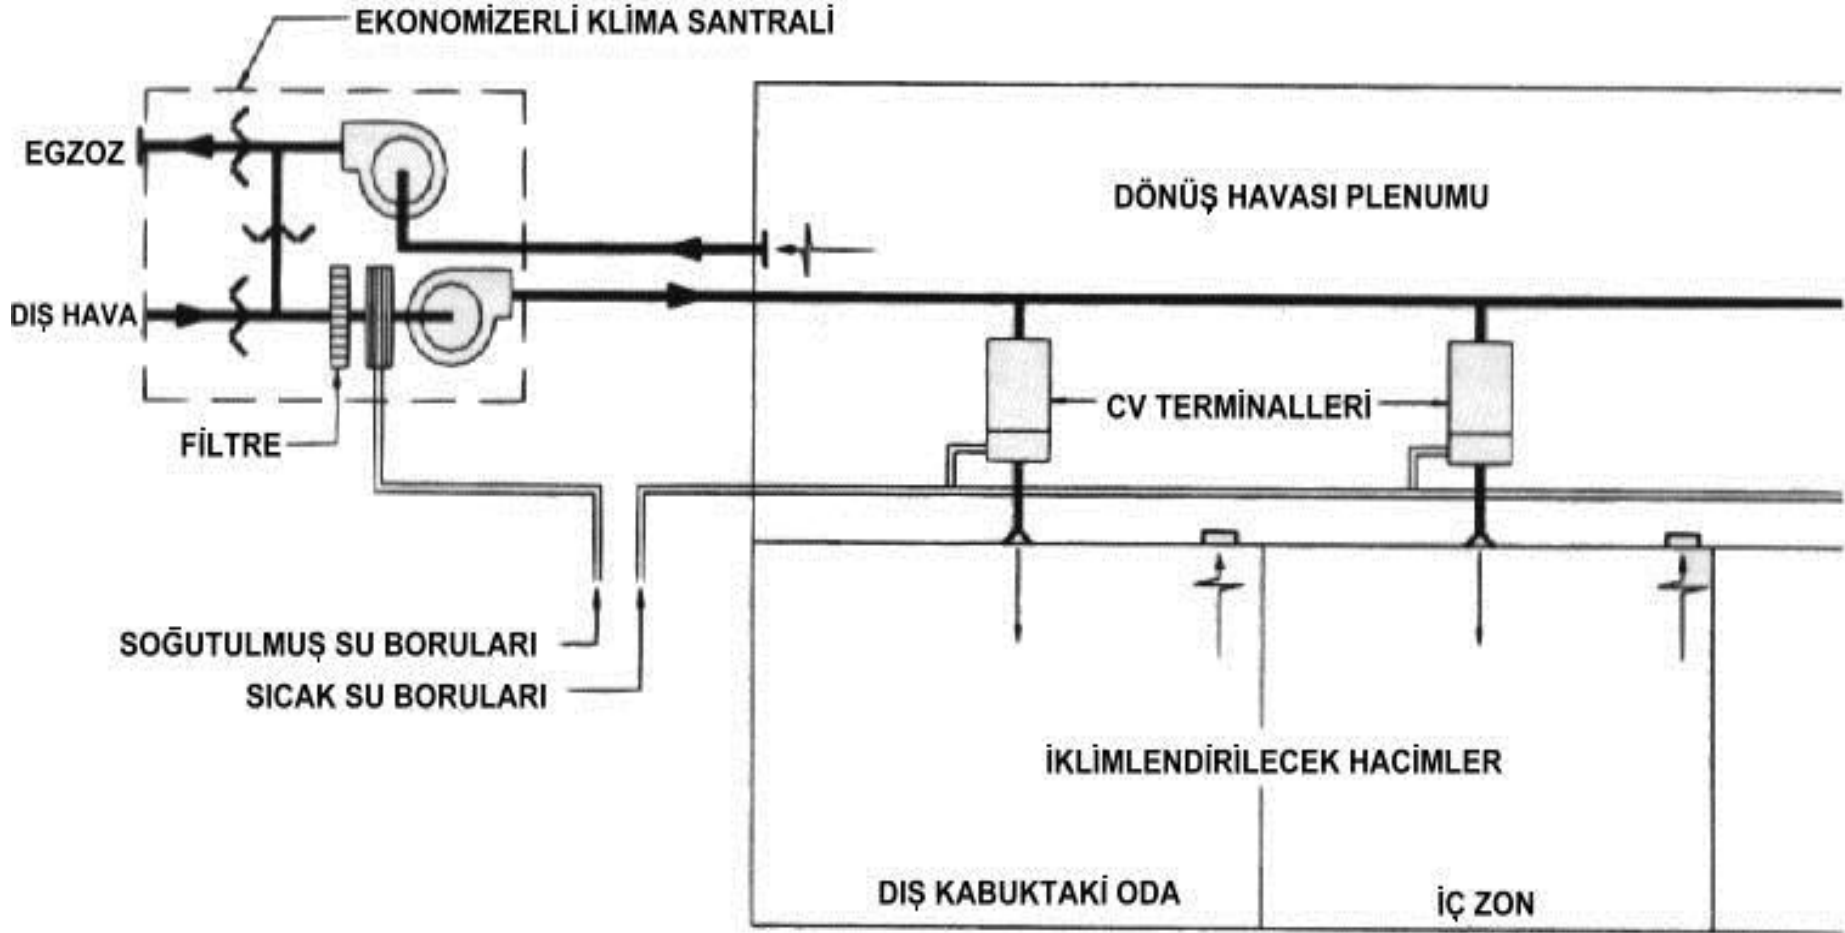 EKONOMİZERLİ KLİMA SANTRALİ
EGZOZ
DÖNÜŞ HAVASI PLENUMU
DIŞ HAVA
CV TERMİNALLERİ
FİLTRE
SOĞUTULMUŞ SU BORULARI
SICAK SU BORULARI
İKLİMLENDİRİLECEK HACİMLER
DIŞ KABUKTAKİ ODA
İÇ ZON